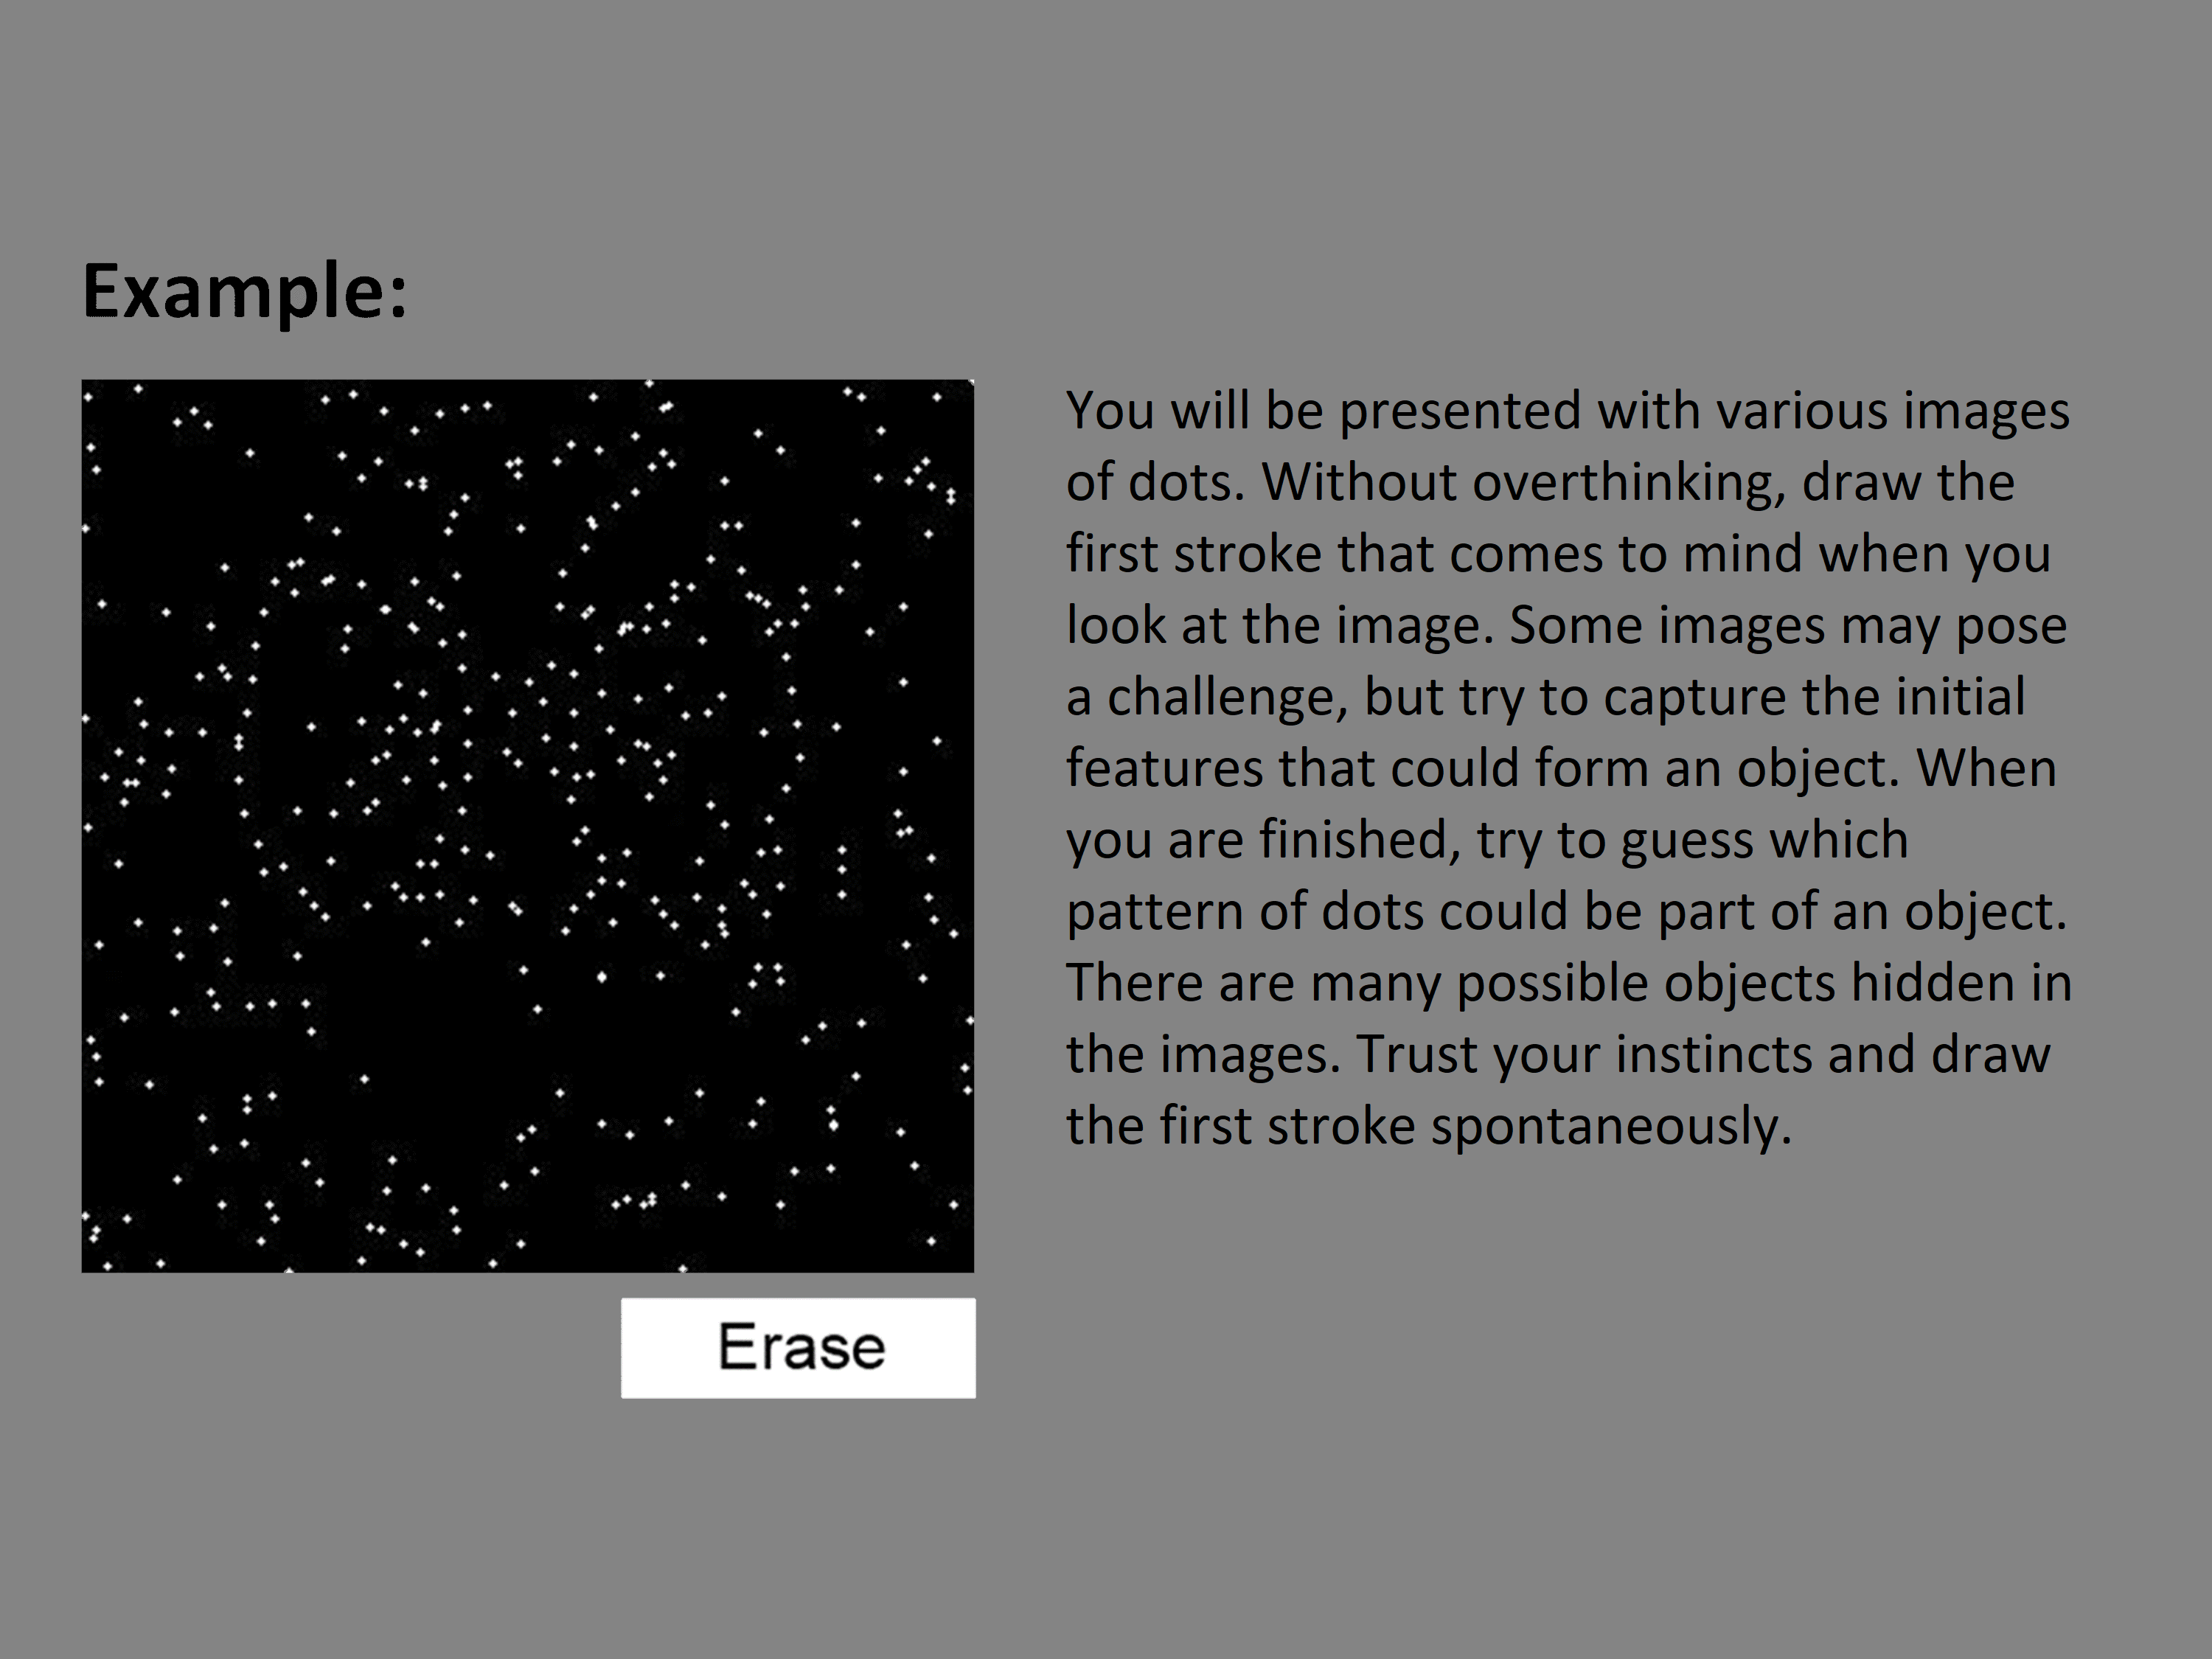 Example:
You will be presented with various images
of dots. Without overthinking, draw the
first stroke that comes to mind when you
look at the image. Some images may pose
a challenge, but try to capture the initial
features that could form an object. When
you are finished, try to guess which
pattern of dots could be part of an object.
There are many possible objects hidden in
the images. Trust your instincts and draw
the first stroke spontaneously.
Erase